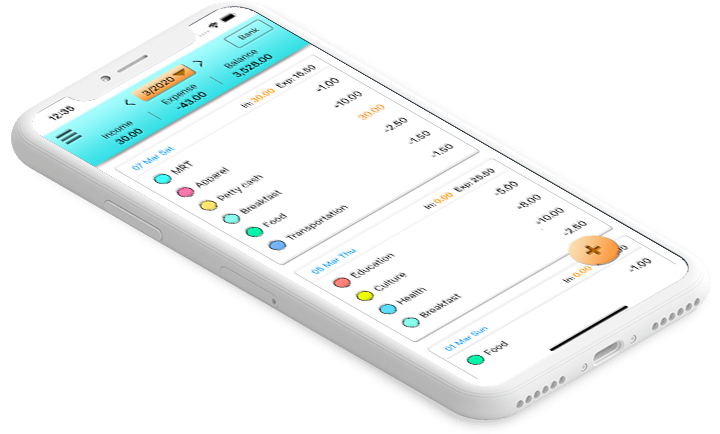 12:35
Bank
3/2020
Income
30.00
Expense
-43.00
Balance
3,528.00
07 Mar Sat In:30.00 Exp:16.50
MRT -1.00
Apparel -10.00
Petty cash 30.00
Breakfast -2.50
Food -1.50
Transportation -1.50
05 Mar Thu In:0.00 Exp:25.50
Education -5.00
Culture -8.00
Health -10.00
Breakfast -2.50
01 Mar Sun In:0.00
Food -1.00